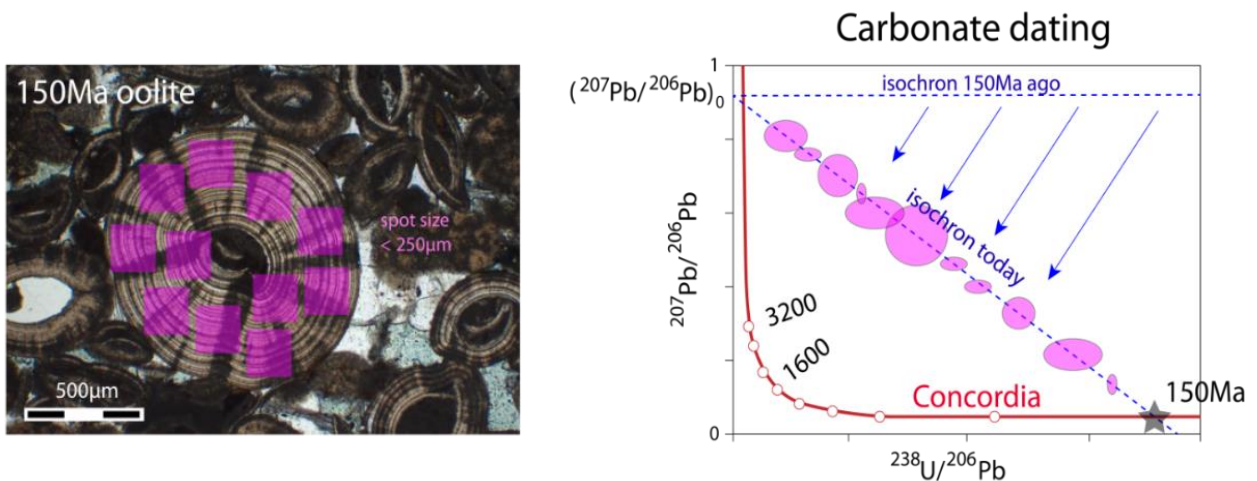 150Ma oolite
spot size
< 250µm
500µm
Carbonate dating
1
(²⁰⁷Pb/²⁰⁶Pb)₀
isochron 150Ma ago
isochron today
²⁰⁷Pb/²⁰⁶Pb
3200
1600
Concordia
150Ma
0
²³⁸U/²⁰⁶Pb